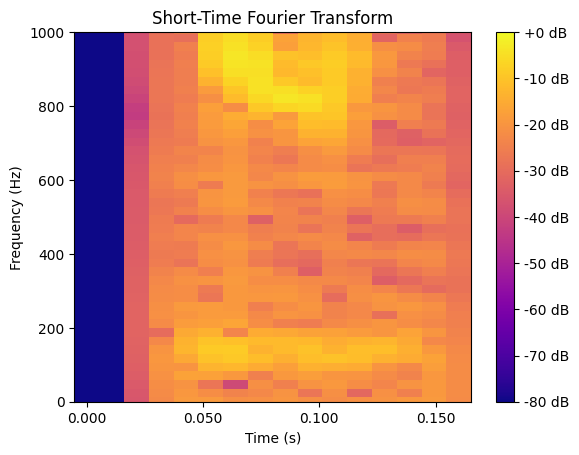 Short-Time Fourier Transform
1000
800
600
400
200
0
Frequency (Hz)
0.000
0.050
0.100
0.150
Time (s)
+0 dB
-10 dB
-20 dB
-30 dB
-40 dB
-50 dB
-60 dB
-70 dB
-80 dB